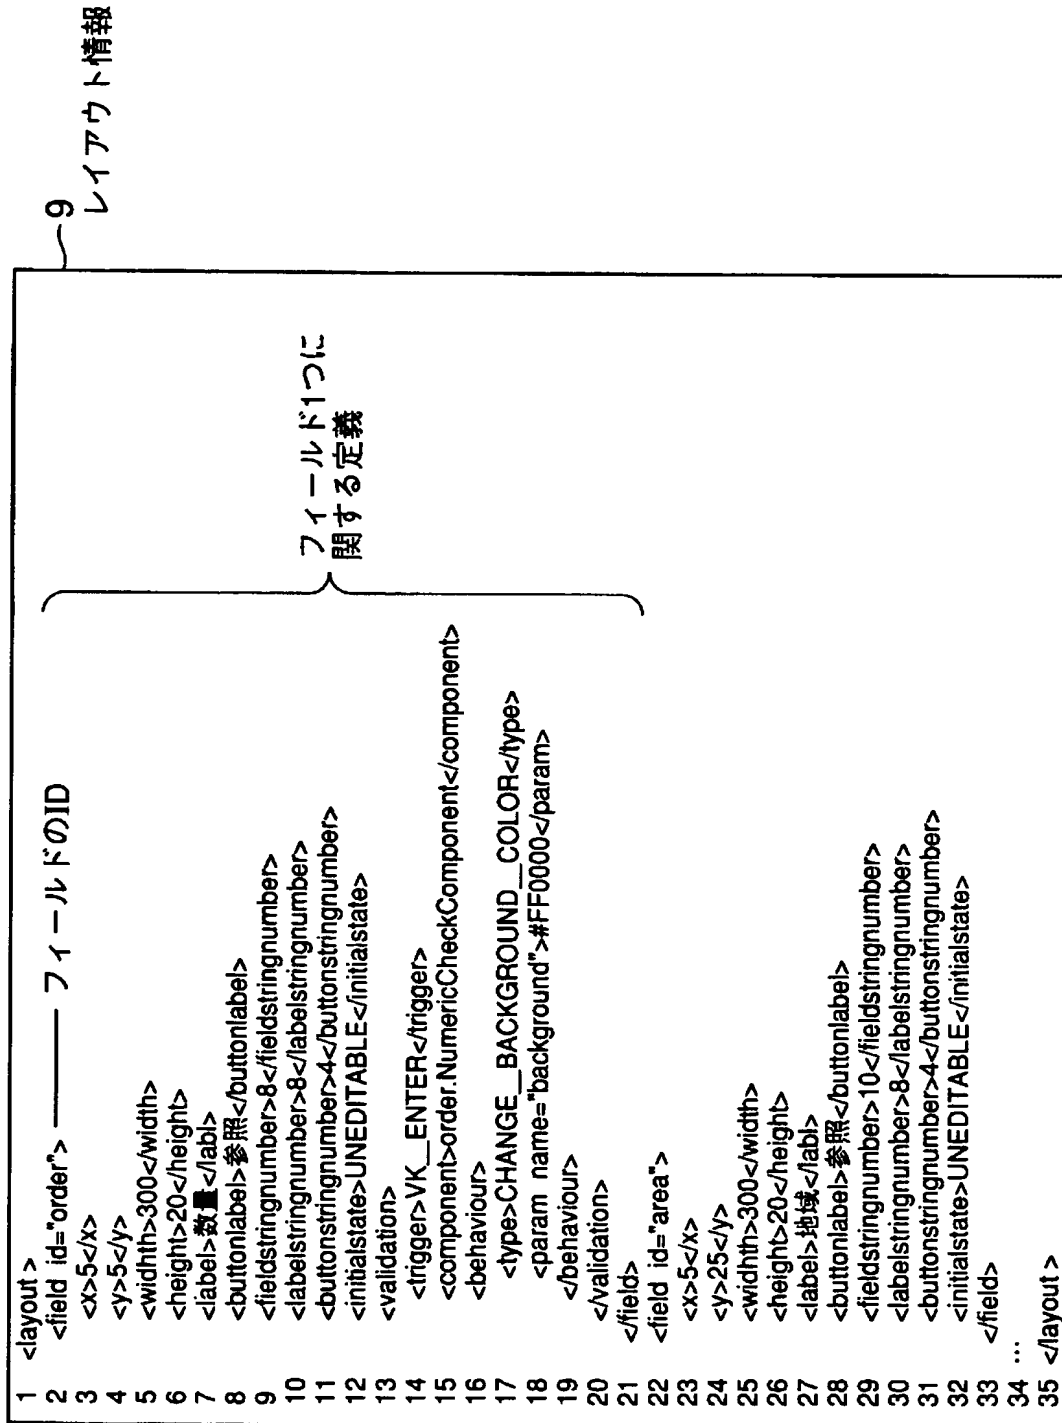 9
レイアウト情報
1 <layout>
2 <field id="order"> フィールドのID
3 <x>5</x>
4 <y>5</y>
5 <widhth>300</width>
6 <height>20</height>
7 <label>数量</labl>
8 <buttonlabel>参照</buttonlabel>
9 <fieldstringnumber>8</fieldstringnumber>
10 <labelstringnumber>8</labelstringnumber>
11 <buttonstringnumber>4</buttonstringnumber>
12 <initialstate>UNEDITABLE</initialstate>
13 <validation>
14 <trigger>VK__ENTER</trigger>
15 <component>order.NumericCheckComponent</component>
16 <behaviour>
17 <type>CHANGE__BACKGROUND__COLOR</type>
18 <param name="background">#FF0000</param>
19 </behaviour>
20 </validation>
21 </field>
フィールド1つに
関する定義
22 <field id="area">
23 <x>5</x>
24 <y>25</y>
25 <widhth>300</width>
26 <height>20</height>
27 <label>地域</labl>
28 <buttonlabel>参照</buttonlabel>
29 <fieldstringnumber>10</fieldstringnumber>
30 <labelstringnumber>8</labelstringnumber>
31 <buttonstringnumber>4</buttonstringnumber>
32 <initialstate>UNEDITABLE</initialstate>
33 </field>
34 …
35 </layout>